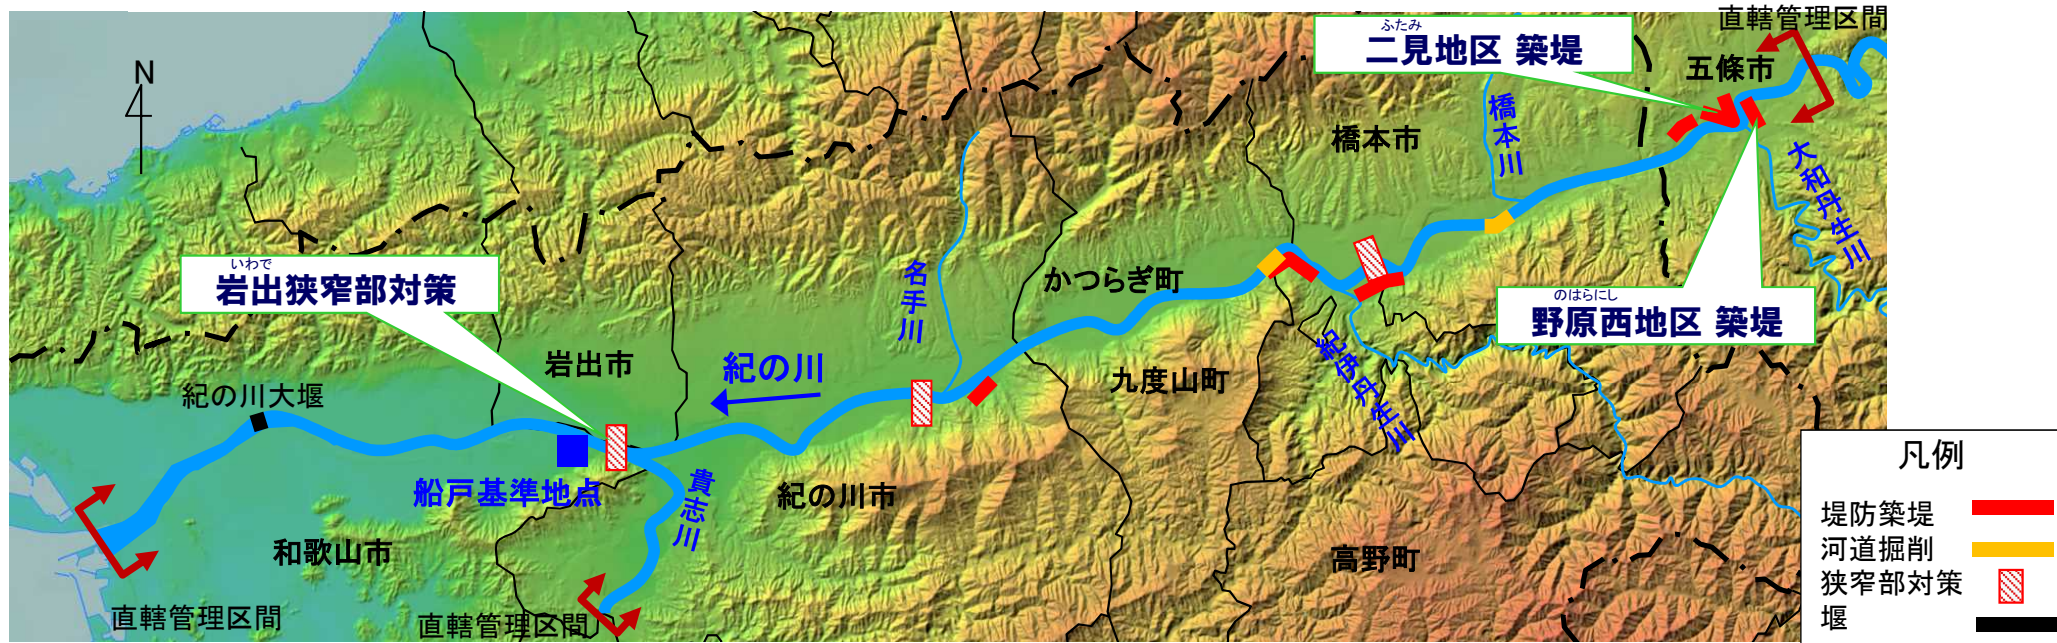 直轄管理区間
ふたみ
二見地区 築堤
五條市
N
橋本川
橋本市
大和丹生川
いわで
岩出狭窄部対策
名手川
かつらぎ町
のはらにし
野原西地区 築堤
岩出市
紀の川
九度山町
紀伊丹生川
紀の川大堰
船戸基準地点
貴志川
紀の川市
和歌山市
高野町
直轄管理区間
直轄管理区間
凡例
堤防築堤
河道掘削
狭窄部対策
堰